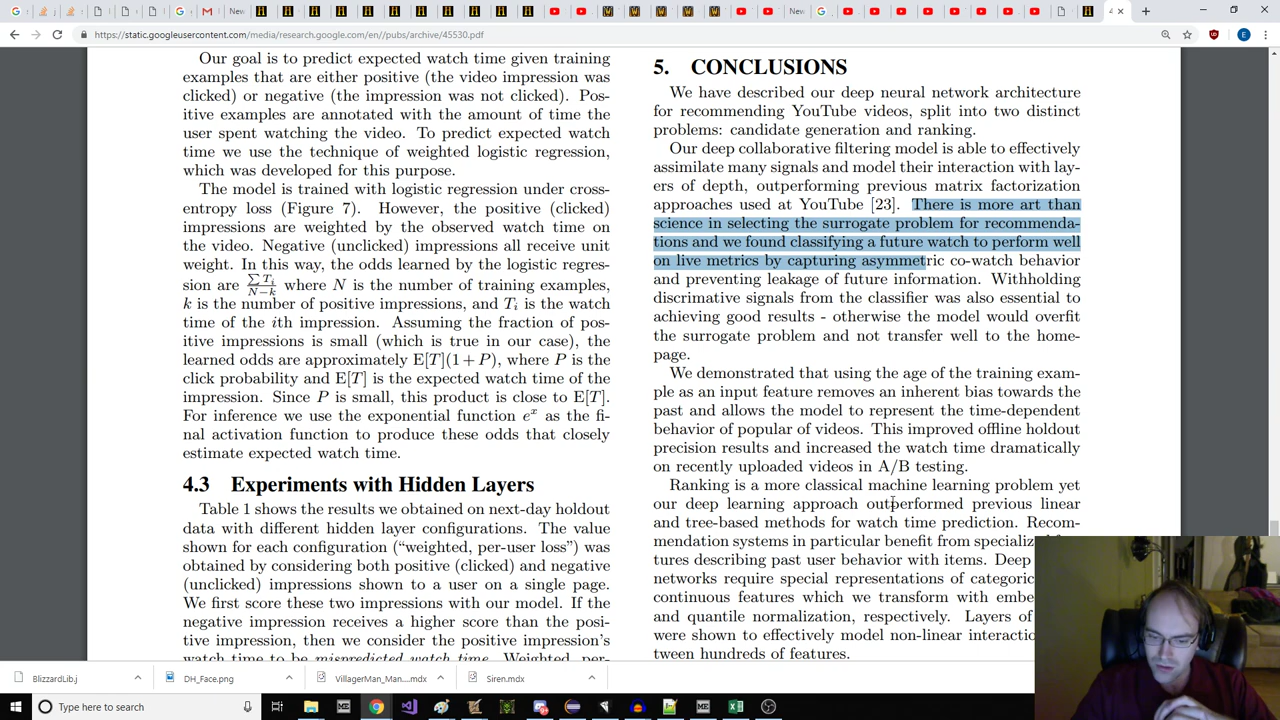 New
New
4
https://static.googleusercontent.com/media/research.google.com/en//pubs/archive/45530.pdf
E
Our goal is to predict expected watch time given training
examples that are either positive (the video impression was
clicked) or negative (the impression was not clicked). Pos-
itive examples are annotated with the amount of time the
user spent watching the video. To predict expected watch
time we use the technique of weighted logistic regression,
which was developed for this purpose.
The model is trained with logistic regression under cross-
entropy loss (Figure 7). However, the positive (clicked)
impressions are weighted by the observed watch time on
the video. Negative (unclicked) impressions all receive unit
weight. In this way, the odds learned by the logistic regres-
sion are ∑Ti/N−k where N is the number of training examples,
k is the number of positive impressions, and Ti is the watch
time of the ith impression. Assuming the fraction of pos-
itive impressions is small (which is true in our case), the
learned odds are approximately E[T](1+P), where P is the
click probability and E[T] is the expected watch time of the
impression. Since P is small, this product is close to E[T].
For inference we use the exponential function e^x as the fi-
nal activation function to produce these odds that closely
estimate expected watch time.
4.3 Experiments with Hidden Layers
Table 1 shows the results we obtained on next-day holdout
data with different hidden layer configurations. The value
shown for each configuration (“weighted, per-user loss”) was
obtained by considering both positive (clicked) and negative
(unclicked) impressions shown to a user on a single page.
We first score these two impressions with our model. If the
negative impression receives a higher score than the posi-
tive impression, then we consider the positive impression’s
watch time to be mispredicted watch time. Weighted, per-
5. CONCLUSIONS
We have described our deep neural network architecture
for recommending YouTube videos, split into two distinct
problems: candidate generation and ranking.
Our deep collaborative filtering model is able to effectively
assimilate many signals and model their interaction with lay-
ers of depth, outperforming previous matrix factorization
approaches used at YouTube [23]. There is more art than
science in selecting the surrogate problem for recommenda-
tions and we found classifying a future watch to perform well
on live metrics by capturing asymmetric co-watch behavior
and preventing leakage of future information. Withholding
discrimative signals from the classifier was also essential to
achieving good results - otherwise the model would overfit
the surrogate problem and not transfer well to the home-
page.
We demonstrated that using the age of the training exam-
ple as an input feature removes an inherent bias towards the
past and allows the model to represent the time-dependent
behavior of popular of videos. This improved offline holdout
precision results and increased the watch time dramatically
on recently uploaded videos in A/B testing.
Ranking is a more classical machine learning problem yet
our deep learning approach outperformed previous linear
and tree-based methods for watch time prediction. Recom-
mendation systems in particular benefit from specialized
tures describing past user behavior with items. Deep
networks require special representations of categoric
continuous features which we transform with embe
and quantile normalization, respectively. Layers of
were shown to effectively model non-linear interactio
tween hundreds of features.
BlizzardLib.j
DH_Face.png
VillagerMan_Man....mdx
Siren.mdx
Type here to search